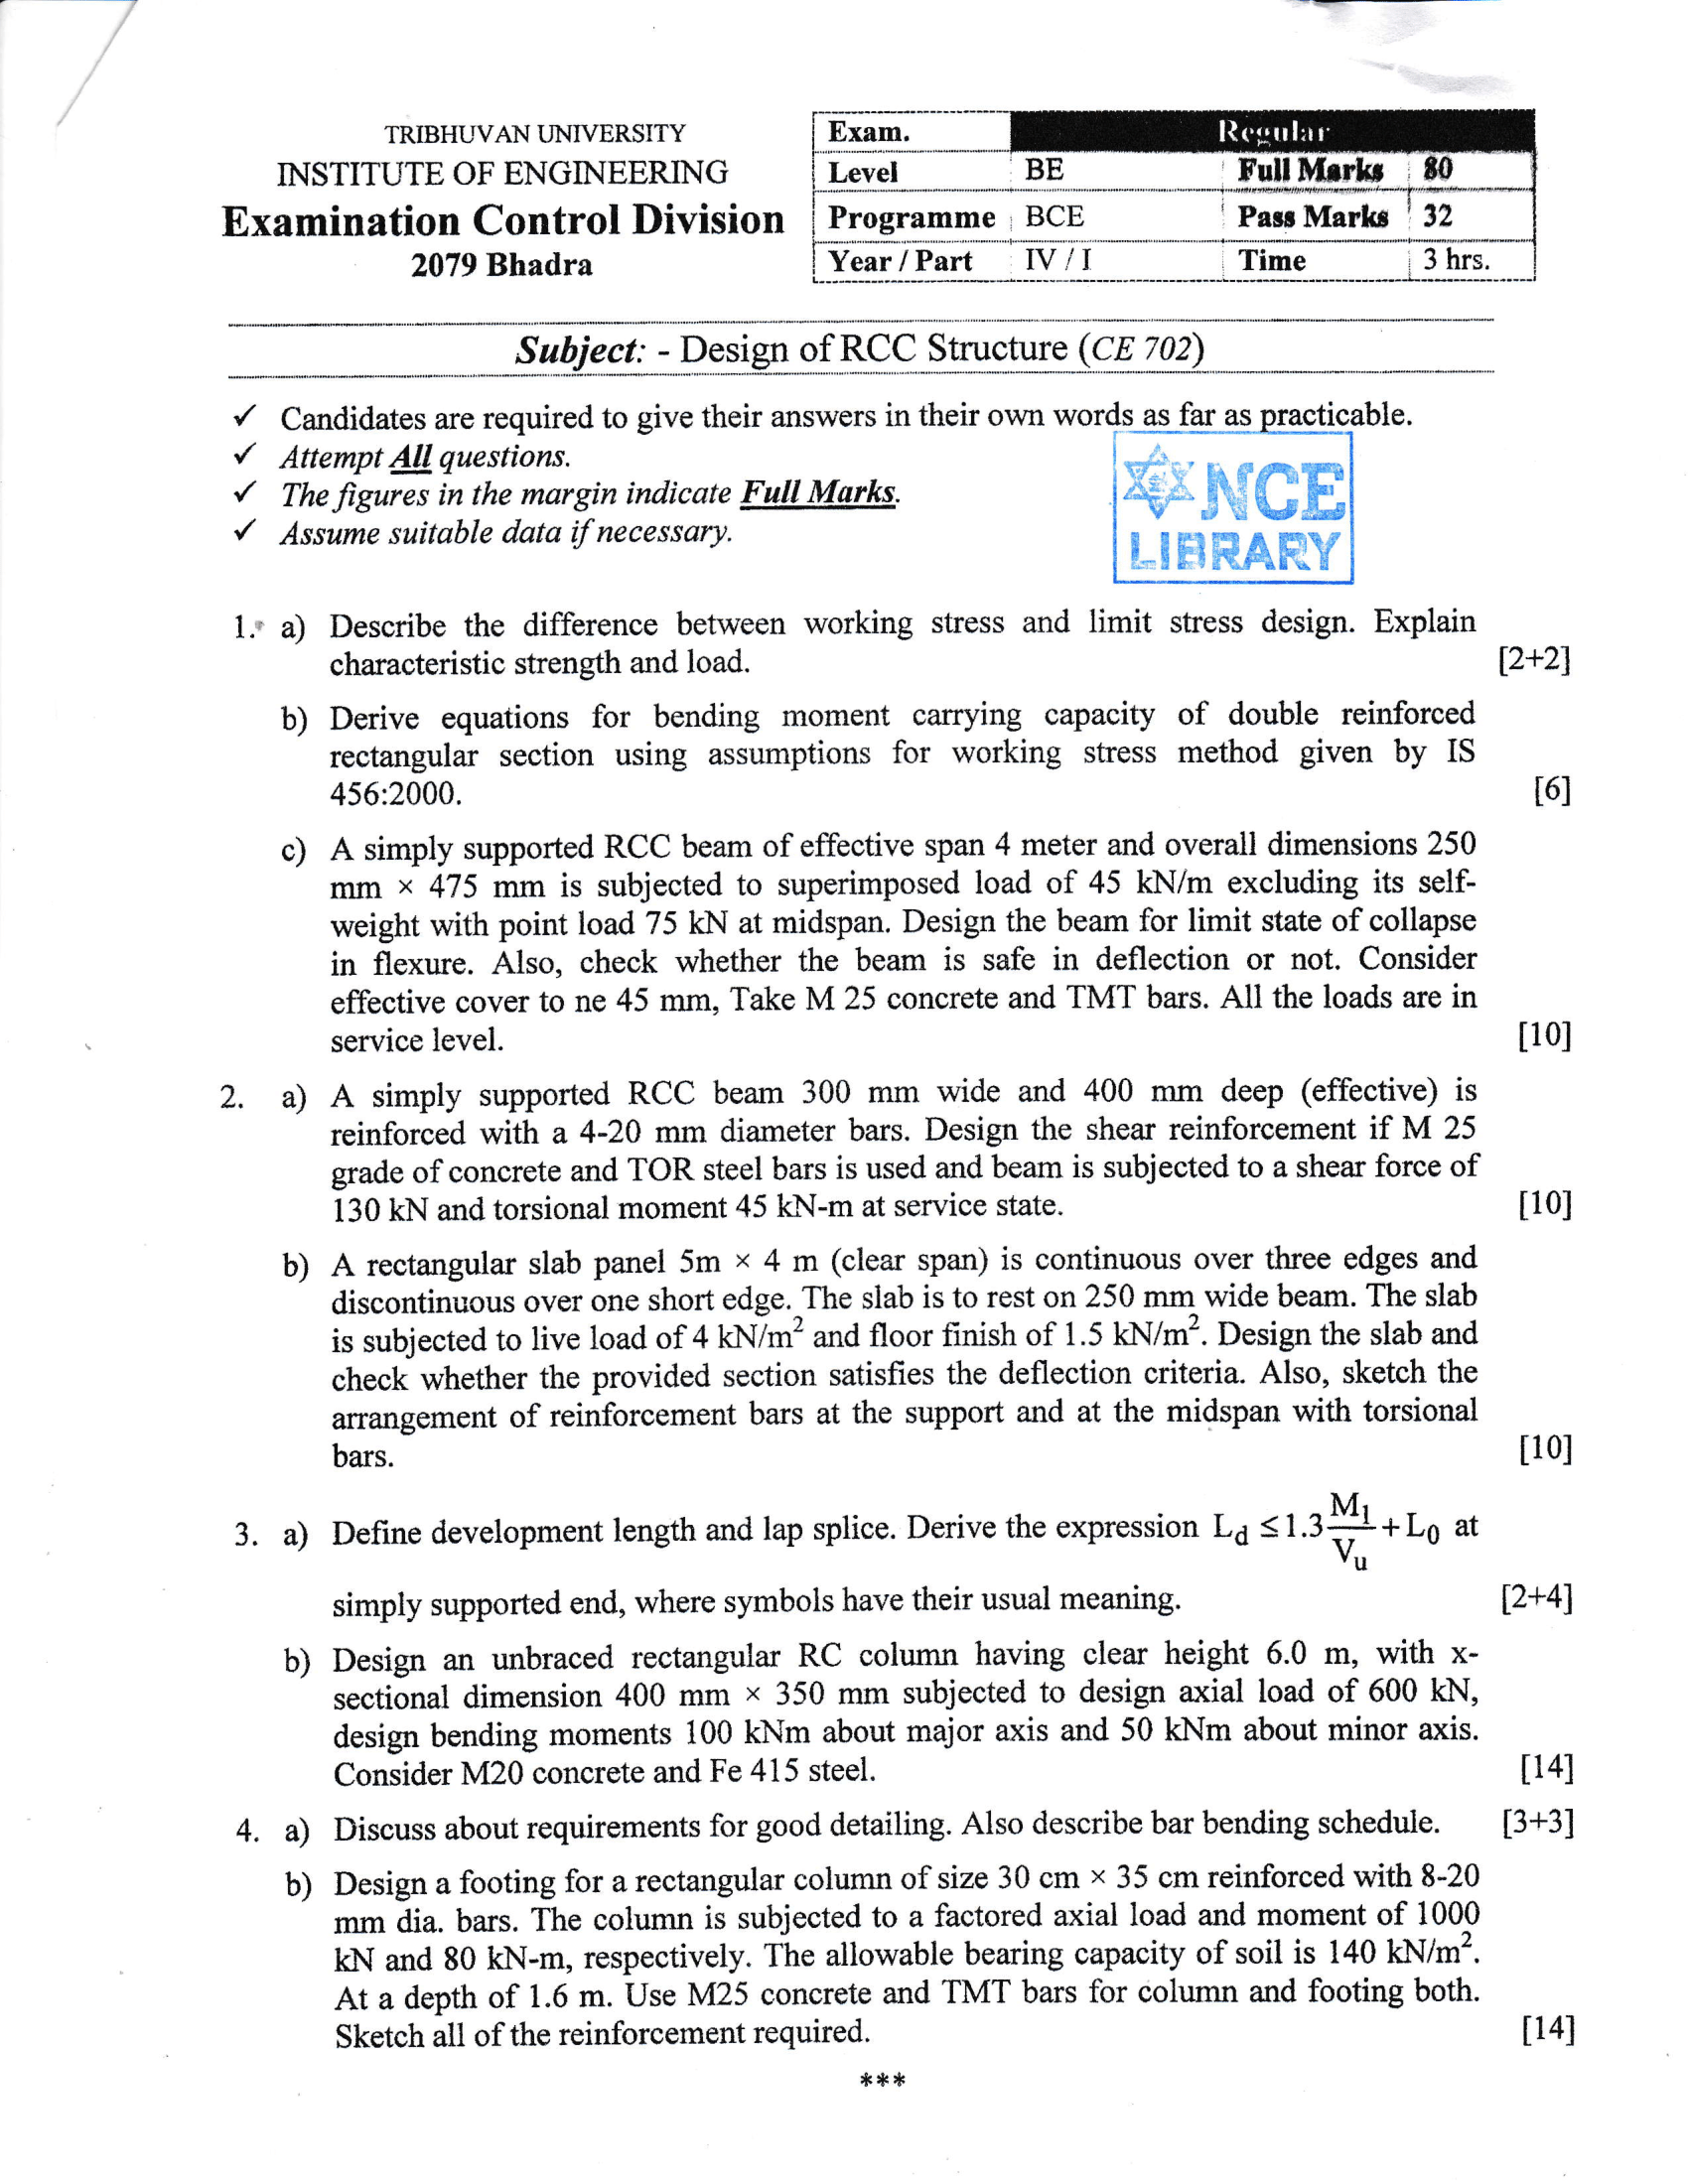 TRIBHUVAN UNIVERSITY
INSTITUTE OF ENGINEERING
Examination Control Division
2079 Bhadra
Exam. Regular
Level BE Full Marks 80
Programme BCE Pass Marks 32
Year / Part IV / I Time 3 hrs.
Subject: - Design of RCC Structure (CE 702)
✓ Candidates are required to give their answers in their own words as far as practicable.
✓ Attempt All questions.
✓ The figures in the margin indicate Full Marks.
✓ Assume suitable data if necessary.
NCE
LIBRARY
1. a) Describe the difference between working stress and limit stress design. Explain
characteristic strength and load. [2+2]
b) Derive equations for bending moment carrying capacity of double reinforced
rectangular section using assumptions for working stress method given by IS
456:2000. [6]
c) A simply supported RCC beam of effective span 4 meter and overall dimensions 250
mm × 475 mm is subjected to superimposed load of 45 kN/m excluding its self-
weight with point load 75 kN at midspan. Design the beam for limit state of collapse
in flexure. Also, check whether the beam is safe in deflection or not. Consider
effective cover to ne 45 mm, Take M 25 concrete and TMT bars. All the loads are in
service level. [10]
2. a) A simply supported RCC beam 300 mm wide and 400 mm deep (effective) is
reinforced with a 4-20 mm diameter bars. Design the shear reinforcement if M 25
grade of concrete and TOR steel bars is used and beam is subjected to a shear force of
130 kN and torsional moment 45 kN-m at service state. [10]
b) A rectangular slab panel 5m × 4 m (clear span) is continuous over three edges and
discontinuous over one short edge. The slab is to rest on 250 mm wide beam. The slab
is subjected to live load of 4 kN/m² and floor finish of 1.5 kN/m². Design the slab and
check whether the provided section satisfies the deflection criteria. Also, sketch the
arrangement of reinforcement bars at the support and at the midspan with torsional
bars. [10]
3. a) Define development length and lap splice. Derive the expression L_d ≤ 1.3 M₁/V_u + L₀ at
simply supported end, where symbols have their usual meaning. [2+4]
b) Design an unbraced rectangular RC column having clear height 6.0 m, with x-
sectional dimension 400 mm × 350 mm subjected to design axial load of 600 kN,
design bending moments 100 kNm about major axis and 50 kNm about minor axis.
Consider M20 concrete and Fe 415 steel. [14]
4. a) Discuss about requirements for good detailing. Also describe bar bending schedule. [3+3]
b) Design a footing for a rectangular column of size 30 cm × 35 cm reinforced with 8-20
mm dia. bars. The column is subjected to a factored axial load and moment of 1000
kN and 80 kN-m, respectively. The allowable bearing capacity of soil is 140 kN/m².
At a depth of 1.6 m. Use M25 concrete and TMT bars for column and footing both.
Sketch all of the reinforcement required. [14]
***